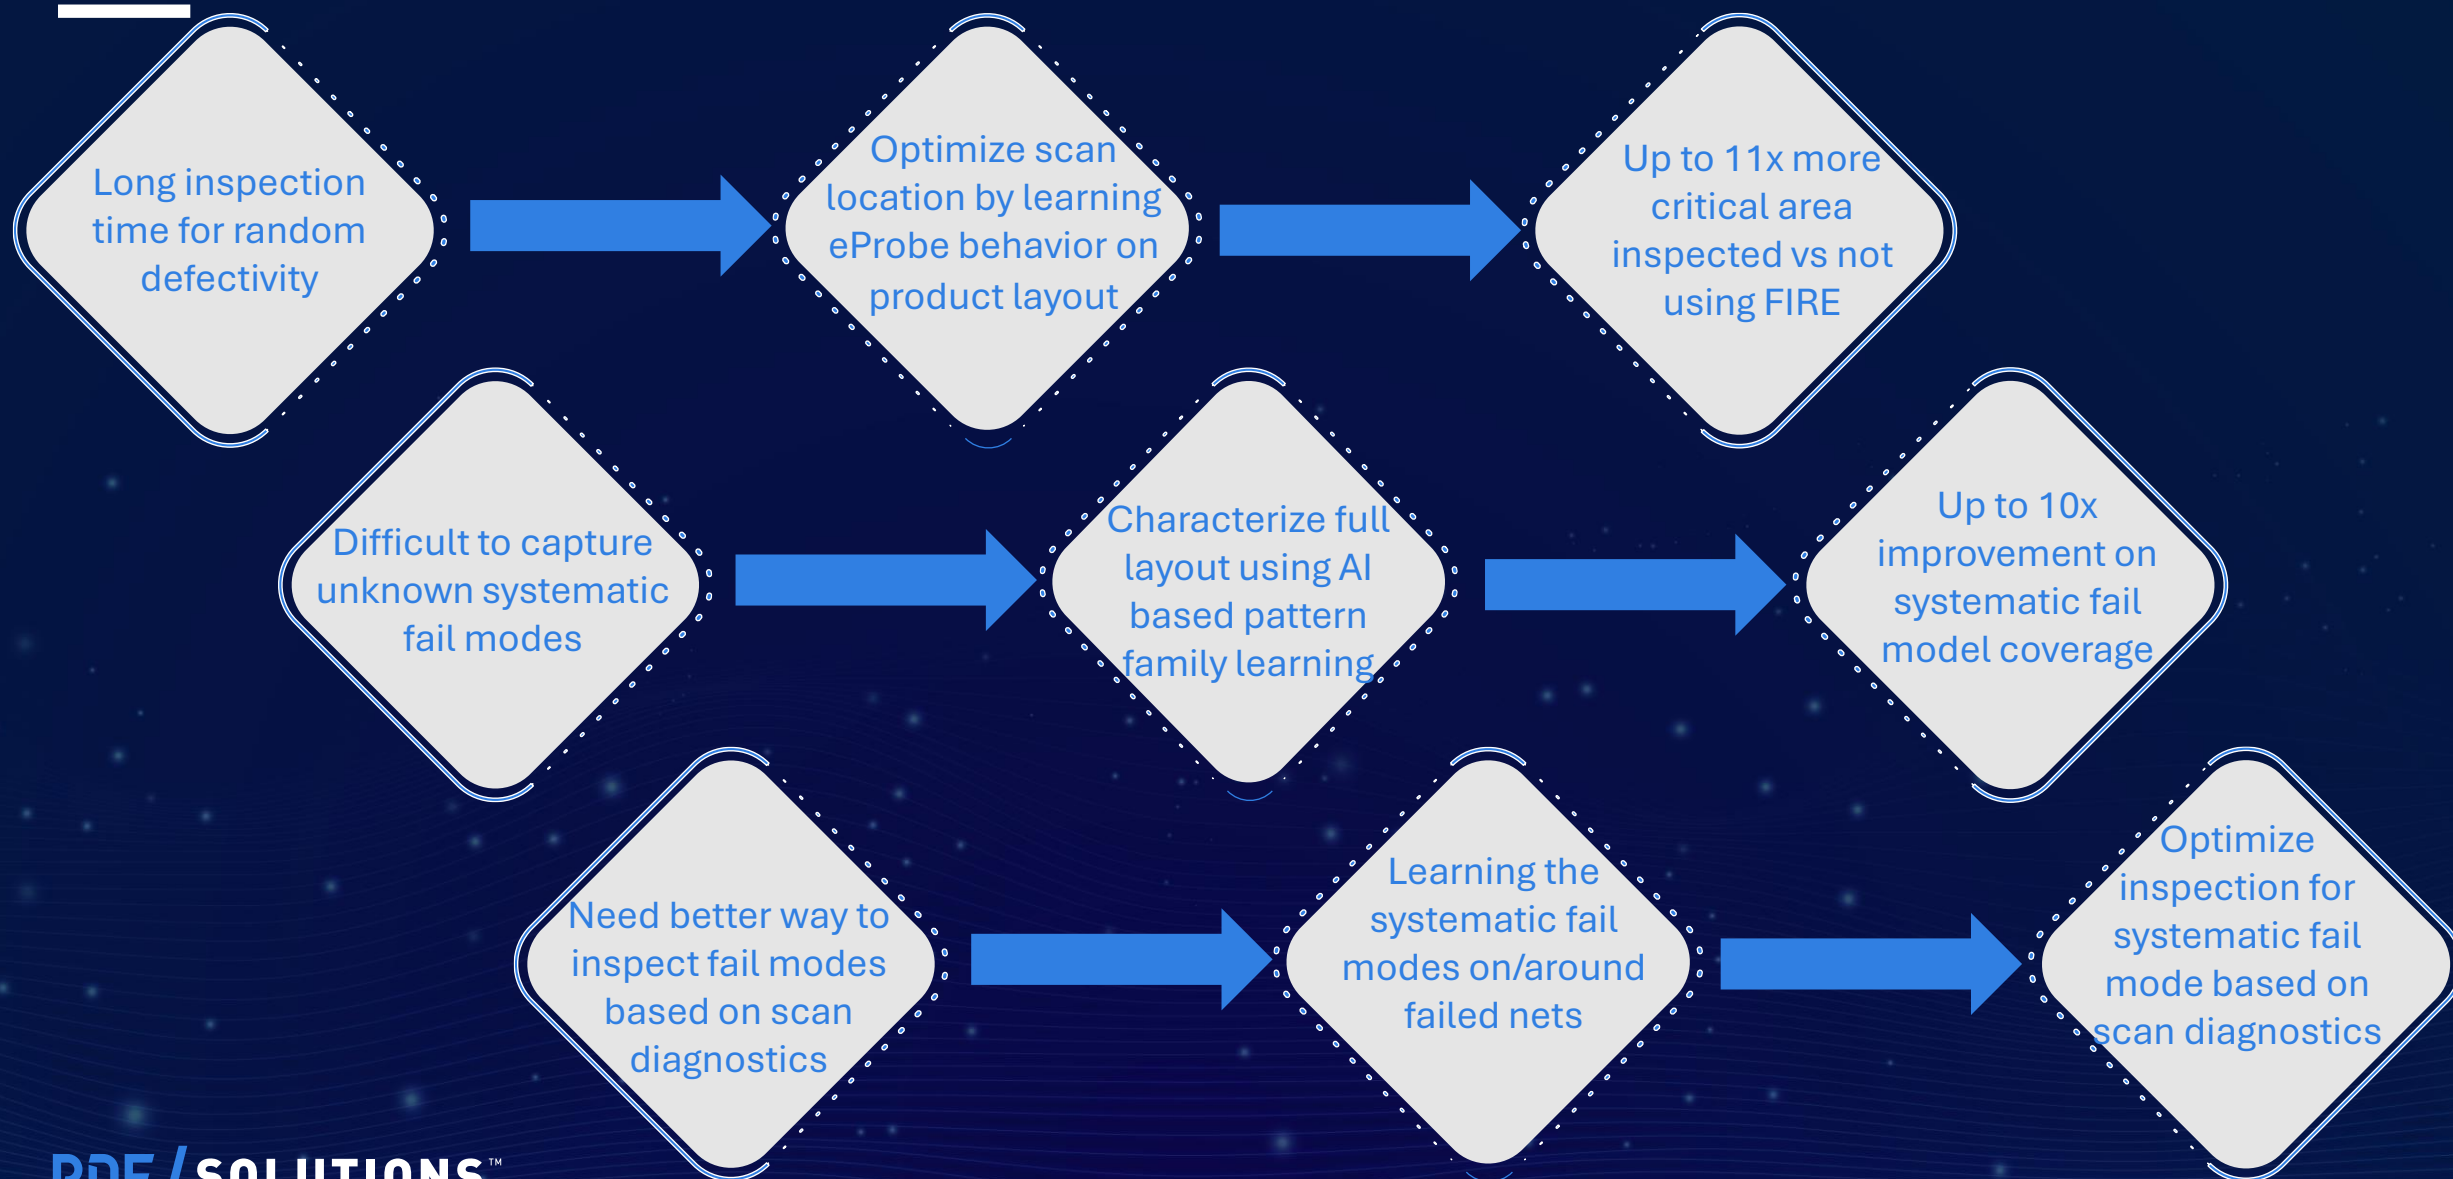 Long inspection
time for random
defectivity
Optimize scan
location by learning
eProbe behavior on
product layout
Up to 11x more
critical area
inspected vs not
using FIRE
Difficult to capture
unknown systematic
fail modes
Characterize full
layout using AI
based pattern
family learning
Up to 10x
improvement on
systematic fail
model coverage
Need better way to
inspect fail modes
based on scan
diagnostics
Learning the
systematic fail
modes on/around
failed nets
Optimize
inspection for
systematic fail
mode based on
scan diagnostics
PDF/SOLUTIONS™